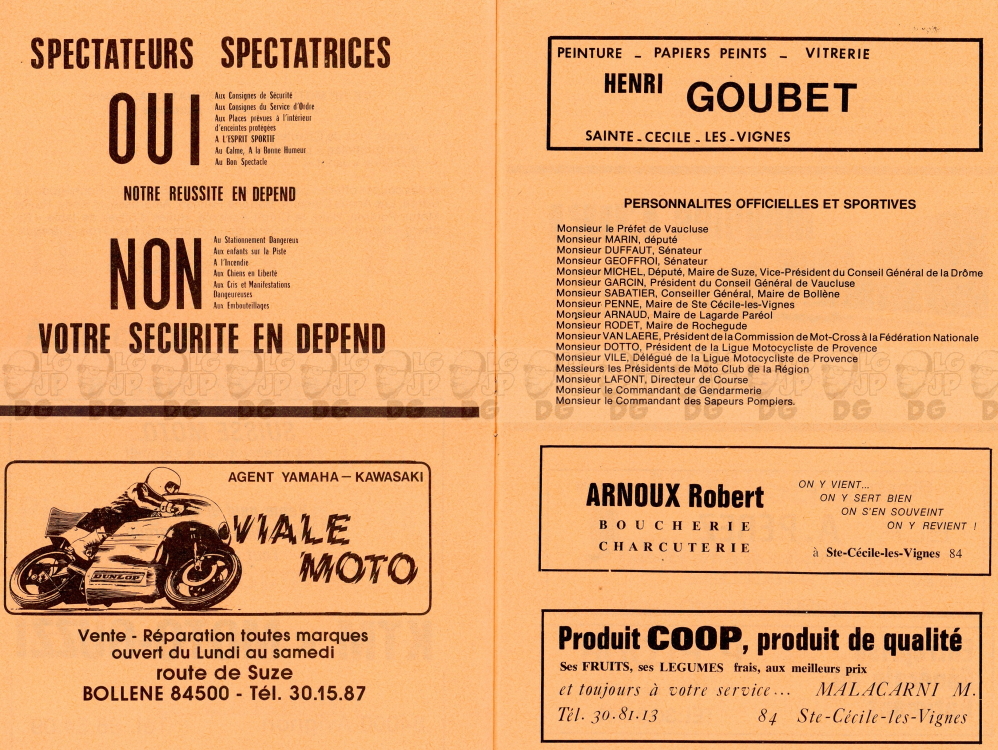 SPECTATEURS SPECTATRICES
OUI
Aux Consignes de Sécurité
Aux Consignes du Service d'Ordre
Aux Places prévues à l'intérieur
d'enceintes protégées
A L'ESPRIT SPORTIF
Au Calme, A la Bonne Humeur
Au Bon Spectacle
NOTRE REUSSITE EN DEPEND
NON
Au Stationnement Dangereux
Aux enfants sur la Piste
A l'Incendie
Aux Chiens en Liberté
Aux Cris et Manifestations
Dangeureuses
Aux Embouteillages
VOTRE SECURITE EN DEPEND
AGENT YAMAHA – KAWASAKI
VIALE
MOTO
DUNLOP
Vente - Réparation toutes marques
ouvert du Lundi au samedi
route de Suze
BOLLENE 84500 - Tél. 30.15.87
PEINTURE - PAPIERS PEINTS - VITRERIE
HENRI GOUBET
SAINTE-CECILE-LES-VIGNES
PERSONNALITES OFFICIELLES ET SPORTIVES
Monsieur le Préfet de Vaucluse
Monsieur MARIN, député
Monsieur DUFFAUT, Sénateur
Monsieur GEOFFROI, Sénateur
Monsieur MICHEL, Député, Maire de Suze, Vice-Président du Conseil Général de la Drôme
Monsieur GARCIN, Président du Conseil Général de Vaucluse
Monsieur SABATIER, Conseiller Général, Maire de Bollène
Monsieur PENNE, Maire de Ste Cécile-les-Vignes
Monsieur ARNAUD, Maire de Lagarde Paréol
Monsieur RODET, Maire de Rochegude
Monsieur VAN LAERE, Président de la Commission de Mot-Cross à la Fédération Nationale
Monsieur DOTTO, Président de la Ligue Motocycliste de Provence
Monsieur VILE, Délégué de la Ligue Motocycliste de Provence
Messieurs les Présidents de Moto Club de la Région
Monsieur LAFONT, Directeur de Course
Monsieur le Commandant de Gendarmerie
Monsieur le Commandant des Sapeurs Pompiers.
ARNOUX Robert
BOUCHERIE
CHARCUTERIE
ON Y VIENT...
ON Y SERT BIEN
ON S'EN SOUVEINT
ON Y REVIENT !
à Ste-Cécile-les-Vignes 84
Produit COOP, produit de qualité
Ses FRUITS, ses LEGUMES frais, aux meilleurs prix
et toujours à votre service... MALACARNI M.
Tél. 30.81.13 84 Ste-Cécile-les-Vignes